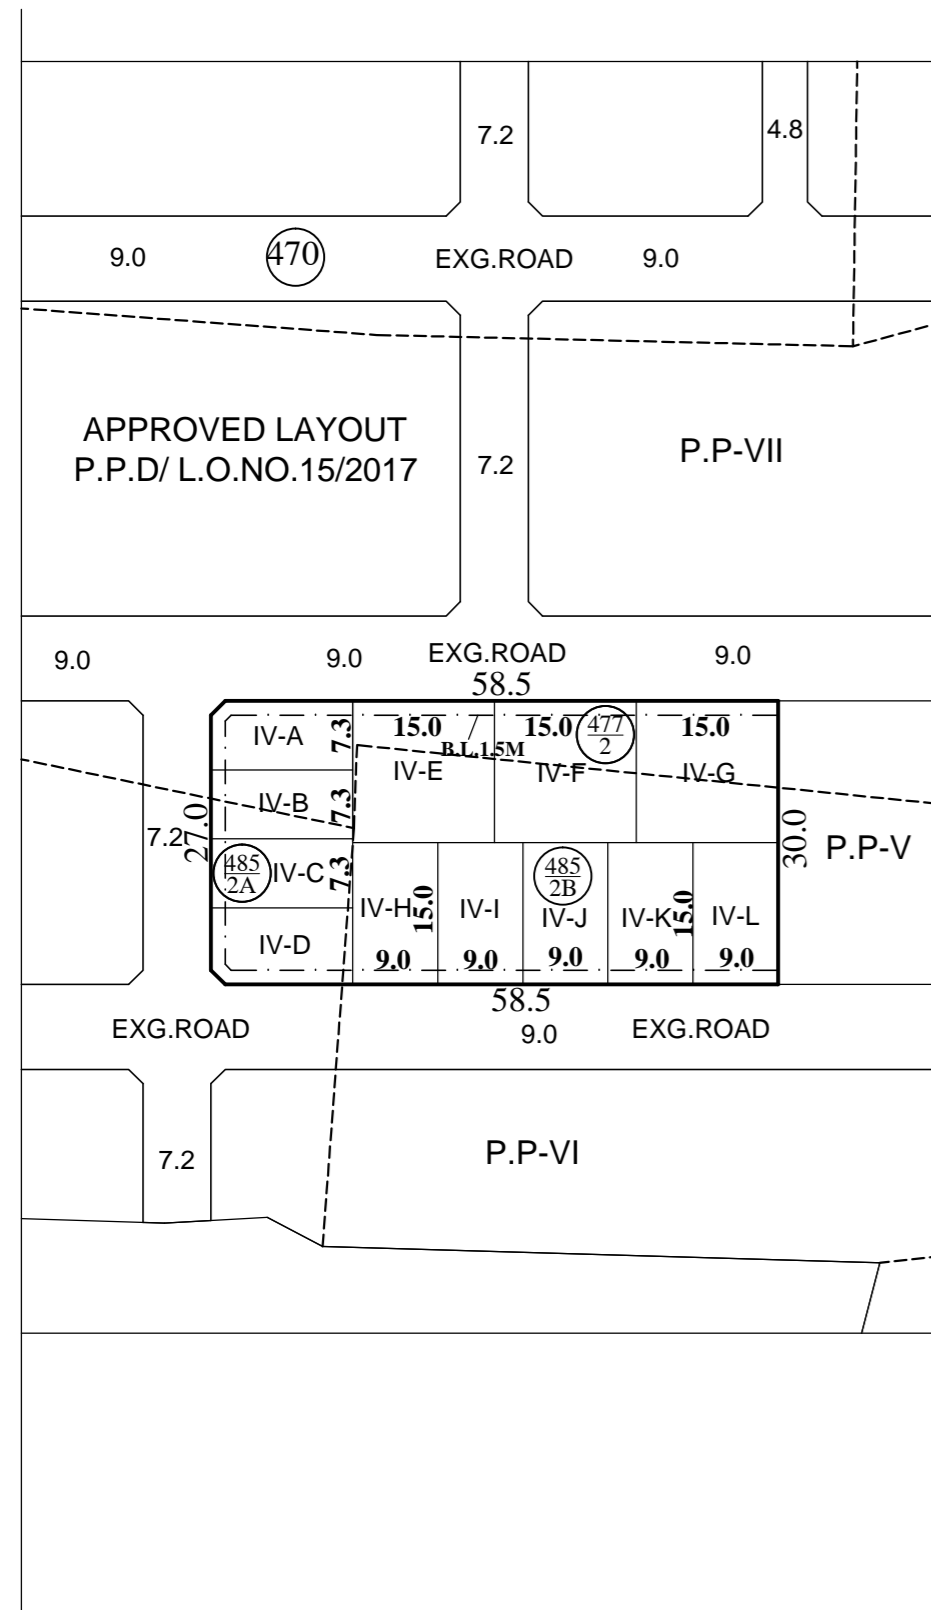 7.2
4.8
9.0
470
EXG.ROAD
9.0
APPROVED LAYOUT
P.P.D/ L.O.NO.15/2017
7.2
P.P-VII
9.0
9.0
EXG.ROAD
9.0
58.5
IV-A
7.3
15.0
B.L.1.5M
15.0
477
2
15.0
IV-E
IV-F
IV-G
IV-B
7.3
7.2
27.0
30.0
P.P-V
485
2A
IV-C
7.3
485
2B
IV-H
15.0
IV-I
IV-J
IV-K
15.0
IV-L
IV-D
9.0
9.0
9.0
9.0
9.0
58.5
EXG.ROAD
9.0
EXG.ROAD
7.2
P.P-VI